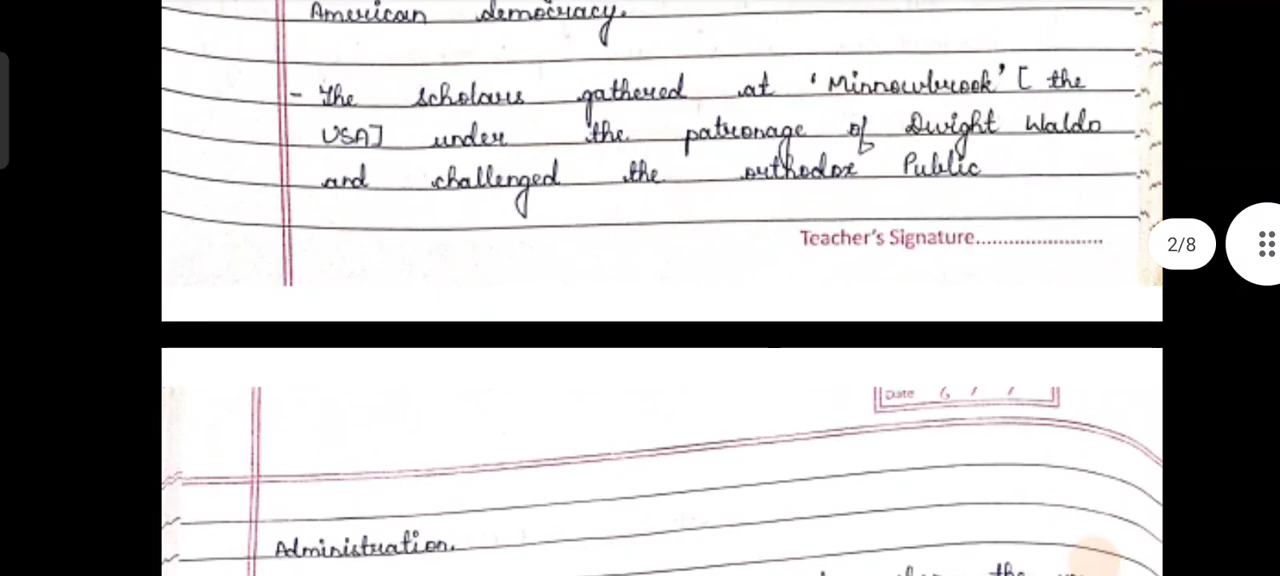 American democracy.
- The scholars gathered at 'Minnowbrook' [ the
USA] under the patronage of Dwight Waldo
and challenged the orthodox Public
Teacher's Signature........................
2/8
Date
Administration.
the